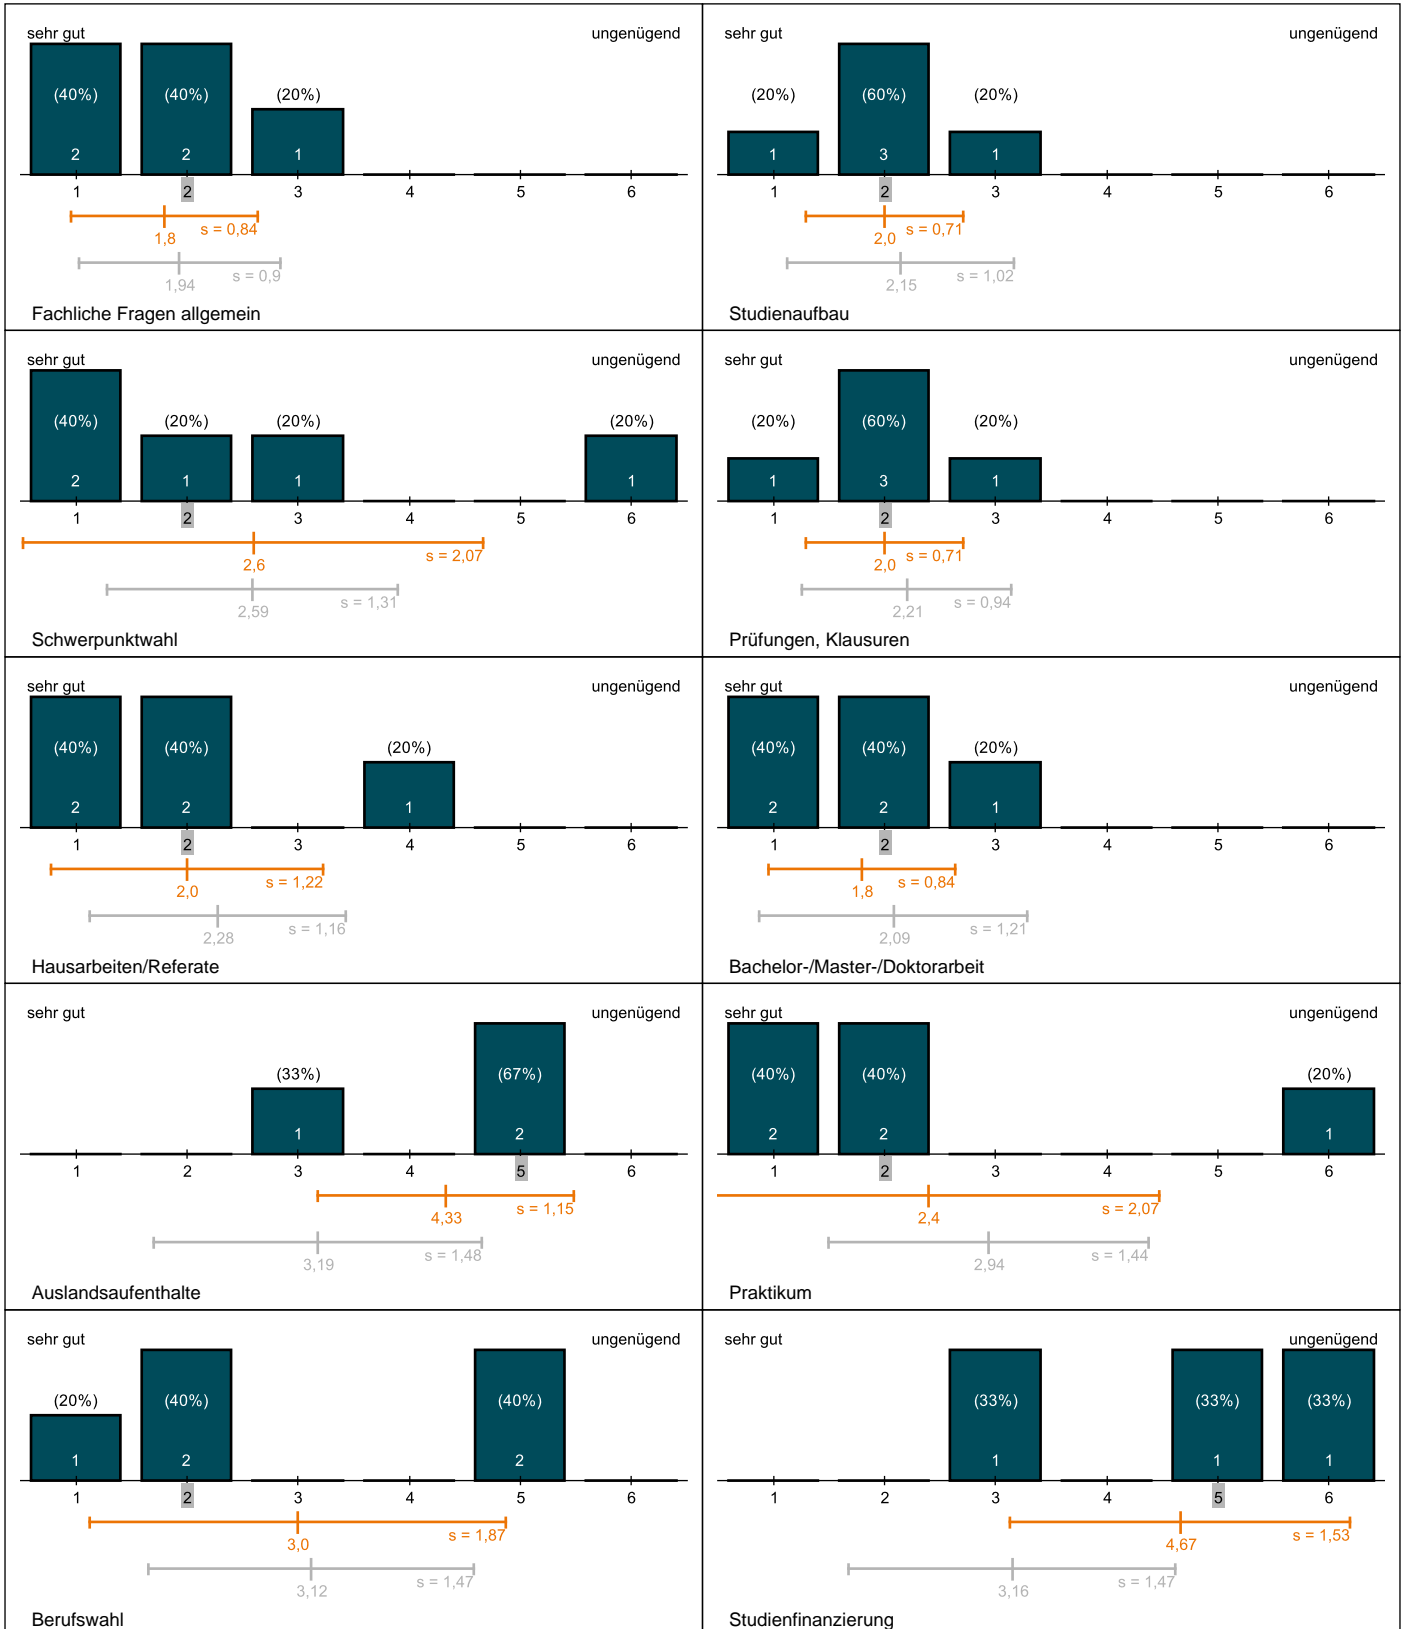 sehr gut ungenügend
(40%) (40%) (20%)
2 2 1
1 2 3 4 5 6
s = 0,84
1,8
s = 0,9
1,94
Fachliche Fragen allgemein
sehr gut ungenügend
(20%) (60%) (20%)
1 3 1
1 2 3 4 5 6
s = 0,71
2,0
s = 1,02
2,15
Studienaufbau
sehr gut ungenügend
(40%) (20%) (20%) (20%)
2 1 1 1
1 2 3 4 5 6
s = 2,07
2,6
s = 1,31
2,59
Schwerpunktwahl
sehr gut ungenügend
(20%) (60%) (20%)
1 3 1
1 2 3 4 5 6
s = 0,71
2,0
s = 0,94
2,21
Prüfungen, Klausuren
sehr gut ungenügend
(40%) (40%) (20%)
2 2 1
1 2 3 4 5 6
s = 1,22
2,0
s = 1,16
2,28
Hausarbeiten/Referate
sehr gut ungenügend
(40%) (40%) (20%)
2 2 1
1 2 3 4 5 6
s = 0,84
1,8
s = 1,21
2,09
Bachelor-/Master-/Doktorarbeit
sehr gut ungenügend
(33%) (67%)
1 2
1 2 3 4 5 6
s = 1,15
4,33
s = 1,48
3,19
Auslandsaufenthalte
sehr gut ungenügend
(40%) (40%) (20%)
2 2 1
1 2 3 4 5 6
s = 2,07
2,4
s = 1,44
2,94
Praktikum
sehr gut ungenügend
(20%) (40%) (40%)
1 2 2
1 2 3 4 5 6
s = 1,87
3,0
s = 1,47
3,12
Berufswahl
sehr gut ungenügend
(33%) (33%) (33%)
1 1 1
1 2 3 4 5 6
s = 1,53
4,67
s = 1,47
3,16
Studienfinanzierung